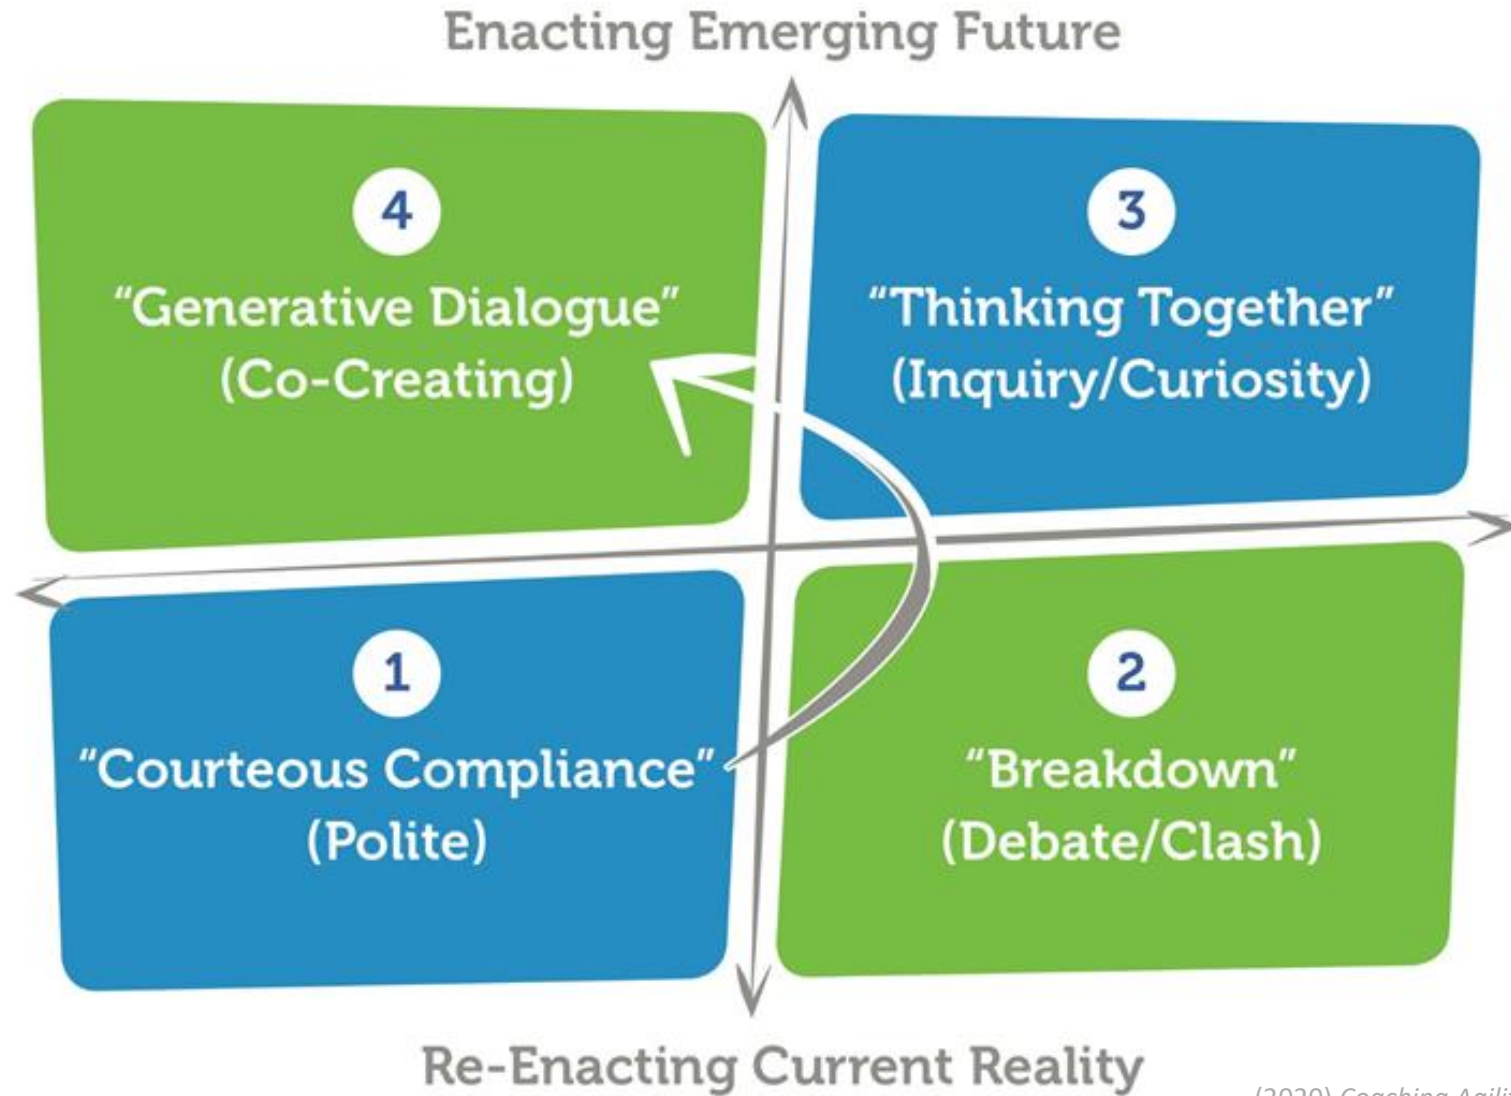 Enacting Emerging Future
4
“Generative Dialogue”
(Co-Creating)
3
“Thinking Together”
(Inquiry/Curiosity)
1
“Courteous Compliance”
(Polite)
2
“Breakdown”
(Debate/Clash)
Re-Enacting Current Reality
(2020) Coaching